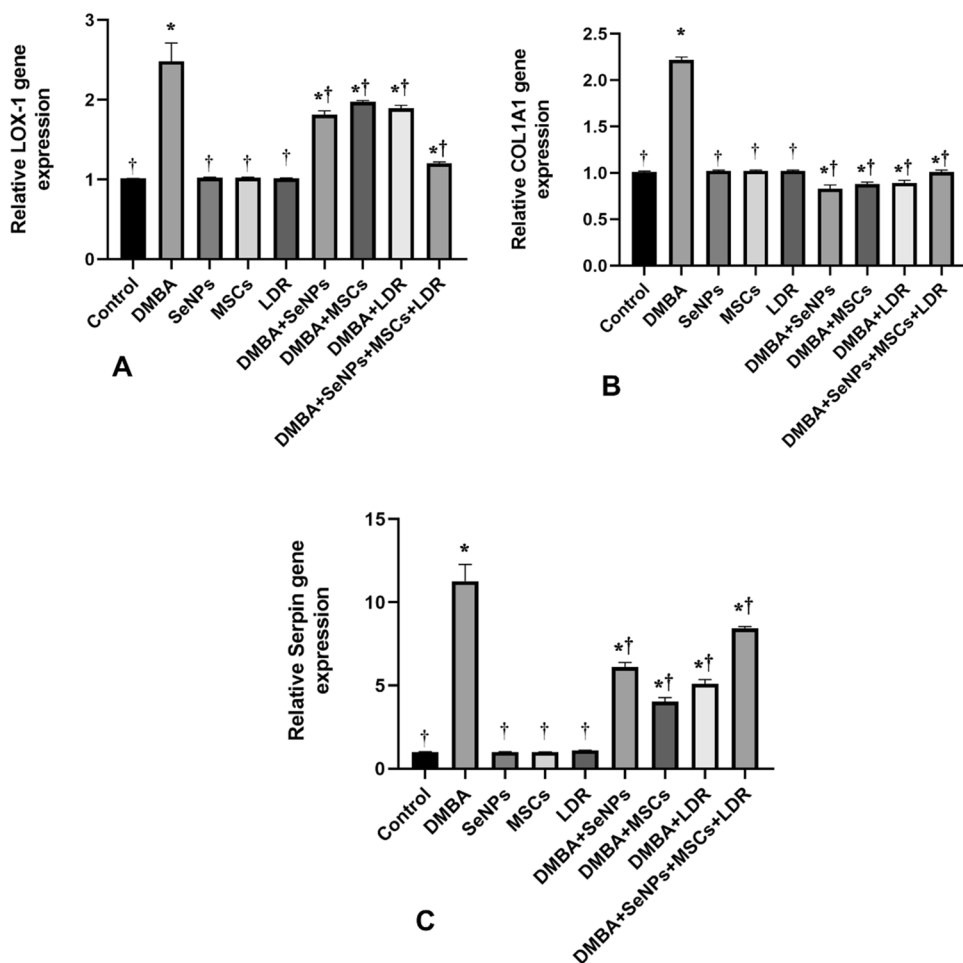 Relative LOX-1 gene
expression
3
2
1
0
*
†
†
†
†
*†
*†
*†
*†
Control
DMBA
SeNPs
MSCs
LDR
DMBA+SeNPs
DMBA+MSCs
DMBA+LDR
DMBA+SeNPs+MSCs+LDR
A
Relative COL1A1 gene
expression
2.5
2.0
1.5
1.0
0.5
0.0
*
†
†
†
†
*†
*†
*†
*†
Control
DMBA
SeNPs
MSCs
LDR
DMBA+SeNPs
DMBA+MSCs
DMBA+LDR
DMBA+SeNPs+MSCs+LDR
B
Relative Serpin gene
expression
15
10
5
0
*
†
†
†
†
*†
*†
*†
*†
Control
DMBA
SeNPs
MSCs
LDR
DMBA+SeNPs
DMBA+MSCs
DMBA+LDR
DMBA+SeNPs+MSCs+LDR
C